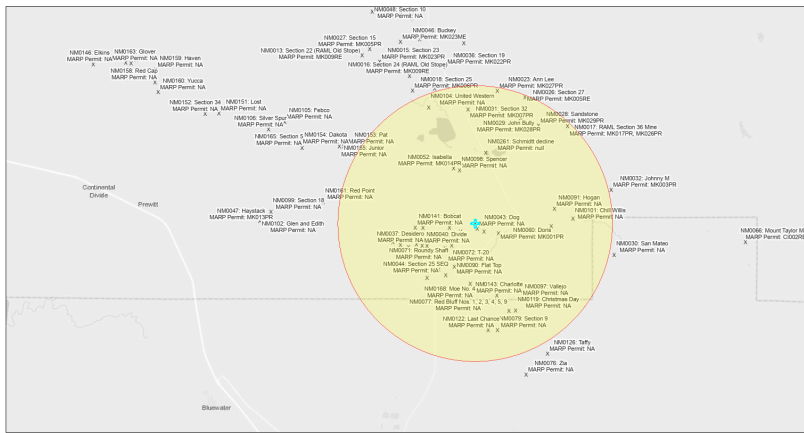 NM0048: Section 10
MARP Permit: NA
NM0046: Buckey
MARP Permit: MK023ME
NM0027: Section 15
MARP Permit: MK005PR
NM0013: Section 22 (RAML Old Stope)
MARP Permit: MK009RE
NM0015: Section 23
MARP Permit: MK023PR
NM0016: Section 24 (RAML Old Stope)
MARP Permit: MK009RE
NM0036: Section 19
MARP Permit: MK022PR
NM0146: Elkins
MARP Permit: NA
NM0163: Glover
MARP Permit: NA
NM0159: Haven
MARP Permit: NA
NM0158: Red Cap
MARP Permit: NA
NM0160: Yucca
MARP Permit: NA
NM0018: Section 25
MARP Permit: MK006PR
NM0023: Ann Lee
MARP Permit: MK027PR
NM0026: Section 27
MARP Permit: MK005RE
NM0104: United Western
MARP Permit: NA
NM0152: Section 34
MARP Permit: NA
NM0151: Lost
MARP Permit: NA
NM0105: Febco
MARP Permit: NA
NM0106: Silver Spur
MARP Permit: NA
NM0031: Section 32
MARP Permit: MK007PR
NM0029: John Bully
MARP Permit: MK028PR
NM0028: Sandstone
MARP Permit: MK029PR
NM0017: RAML Section 36 Mine
MARP Permit: MK017PR, MK026PR
NM0165: Section 5
MARP Permit: NA
NM0154: Dakota
MARP Permit: NA
NM0153: Pat
MARP Permit: NA
NM0155: Junior
MARP Permit: NA
NM0261: Schmidtt decline
MARP Permit: null
NM0052: Isabella
MARP Permit: MK014PR
NM0098: Spencer
MARP Permit: NA
NM0032: Johnny M
MARP Permit: MK003PR
Continental
Divide
Prewitt
NM0161: Red Point
MARP Permit: NA
NM0099: Section 18
MARP Permit: NA
NM0047: Haystack
MARP Permit: MK013PR
NM0102: Glen and Edith
MARP Permit: NA
NM0091: Hogan
MARP Permit: NA
NM0101: Chill Willis
MARP Permit: NA
NM0141: Bobcat
MARP Permit: NA
NM0043: Dog
MARP Permit: NA
NM0060: Doris
MARP Permit: MK001PR
NM0037: Desidero
MARP Permit: NA
NM0040: Divide
MARP Permit: NA
NM0066: Mount Taylor M
MARP Permit: CI002RE
NM0030: San Mateo
MARP Permit: NA
NM0071: Roundy Shaft
MARP Permit: NA
NM0072: T-20
MARP Permit: NA
NM0044: Section 25 SEQ
MARP Permit: NA
NM0090: Flat Top
MARP Permit: NA
NM0143: Charlotte
MARP Permit: NA
NM0168: Moe No. 4
MARP Permit: NA
NM0097: Vallejo
MARP Permit: NA
NM0077: Red Bluff Nos. 1, 2, 3, 4, 5, 9
MARP Permit: NA
NM0119: Christmas Day
MARP Permit: NA
NM0122: Last Chance
MARP Permit: NA
NM0079: Section 9
MARP Permit: NA
NM0126: Taffy
MARP Permit: NA
NM0076: Zia
MARP Permit: NA
Bluewater